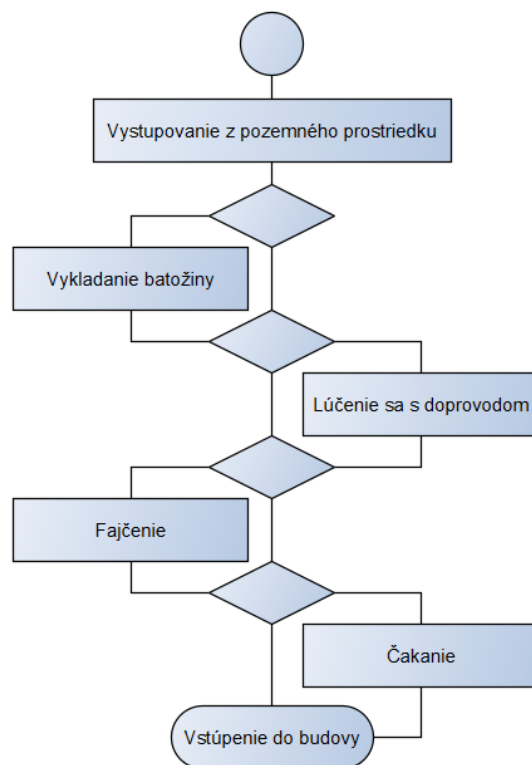 Vystupovanie z pozemného prostriedku
Vykladanie batožiny
Lúčenie sa s doprovodom
Fajčenie
Čakanie
Vstúpenie do budovy